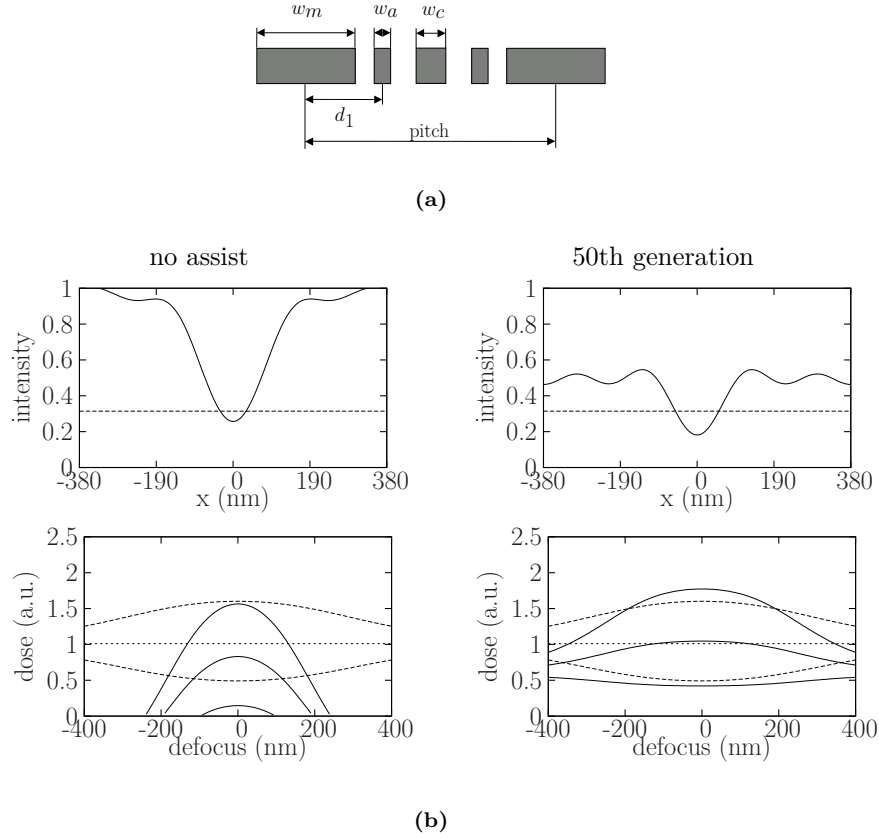 w_m w_a w_c
d_1
pitch
(a)
no assist
50th generation
1
0.8
0.6
0.4
0.2
0
intensity
-380 -190 0 190 380
x (nm)
1
0.8
0.6
0.4
0.2
0
intensity
-380 -190 0 190 380
x (nm)
2.5
2
1.5
1
0.5
0
dose (a.u.)
-400 -200 0 200 400
defocus (nm)
2.5
2
1.5
1
0.5
0
dose (a.u.)
-400 -200 0 200 400
defocus (nm)
(b)